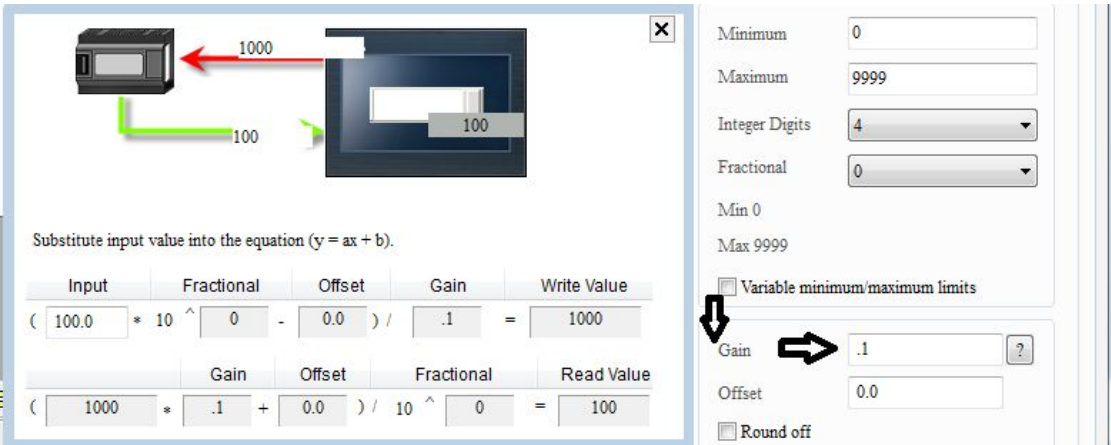 1000
100
100
Substitute input value into the equation (y = ax + b).
Input Fractional Offset Gain Write Value
( 100.0 * 10 ^ 0 - 0.0 ) / .1 = 1000
Gain Offset Fractional Read Value
( 1000 * .1 + 0.0 ) / 10 ^ 0 = 100
Minimum 0
Maximum 9999
Integer Digits 4
Fractional 0
Min 0
Max 9999
Variable minimum/maximum limits
Gain .1 ?
Offset 0.0
Round off